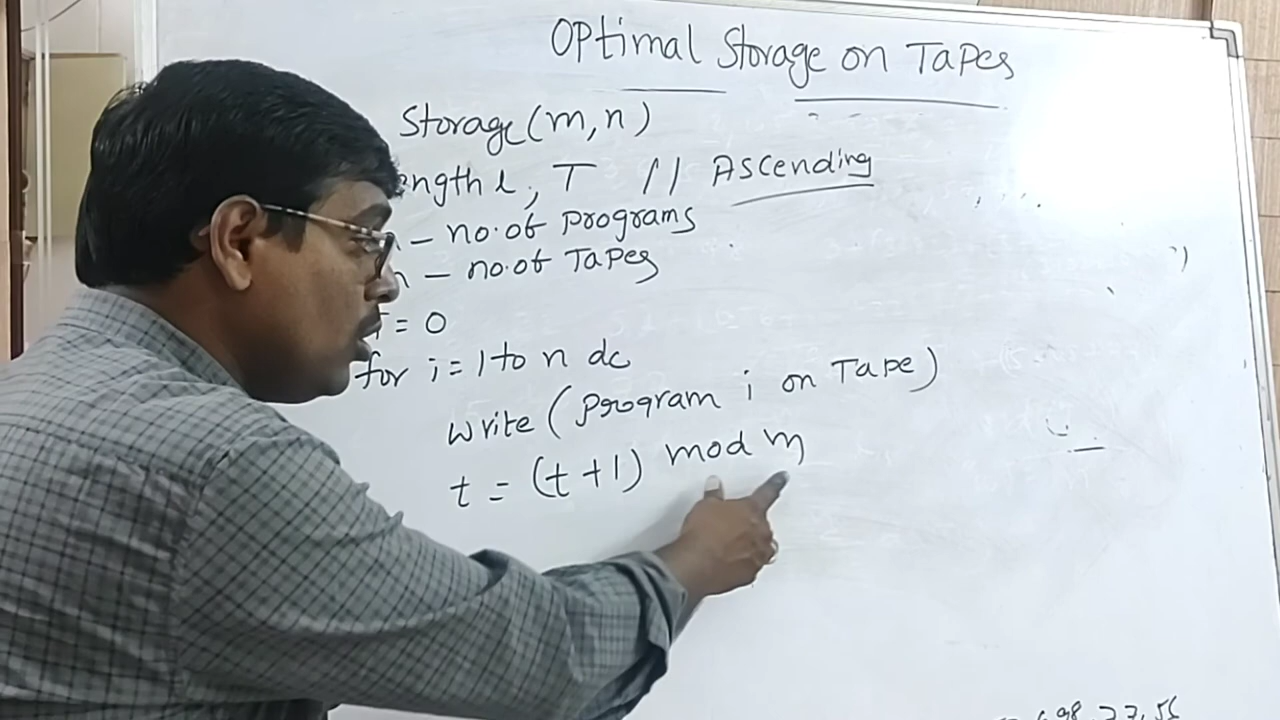 Optimal Storage on Tapes
Storage(m,n)
ength l, T // Ascending
– no.of programs
n – no.of Tapes
= 0
for i = 1 to n do
write (program i on Tape)
t = (t+1) mod m